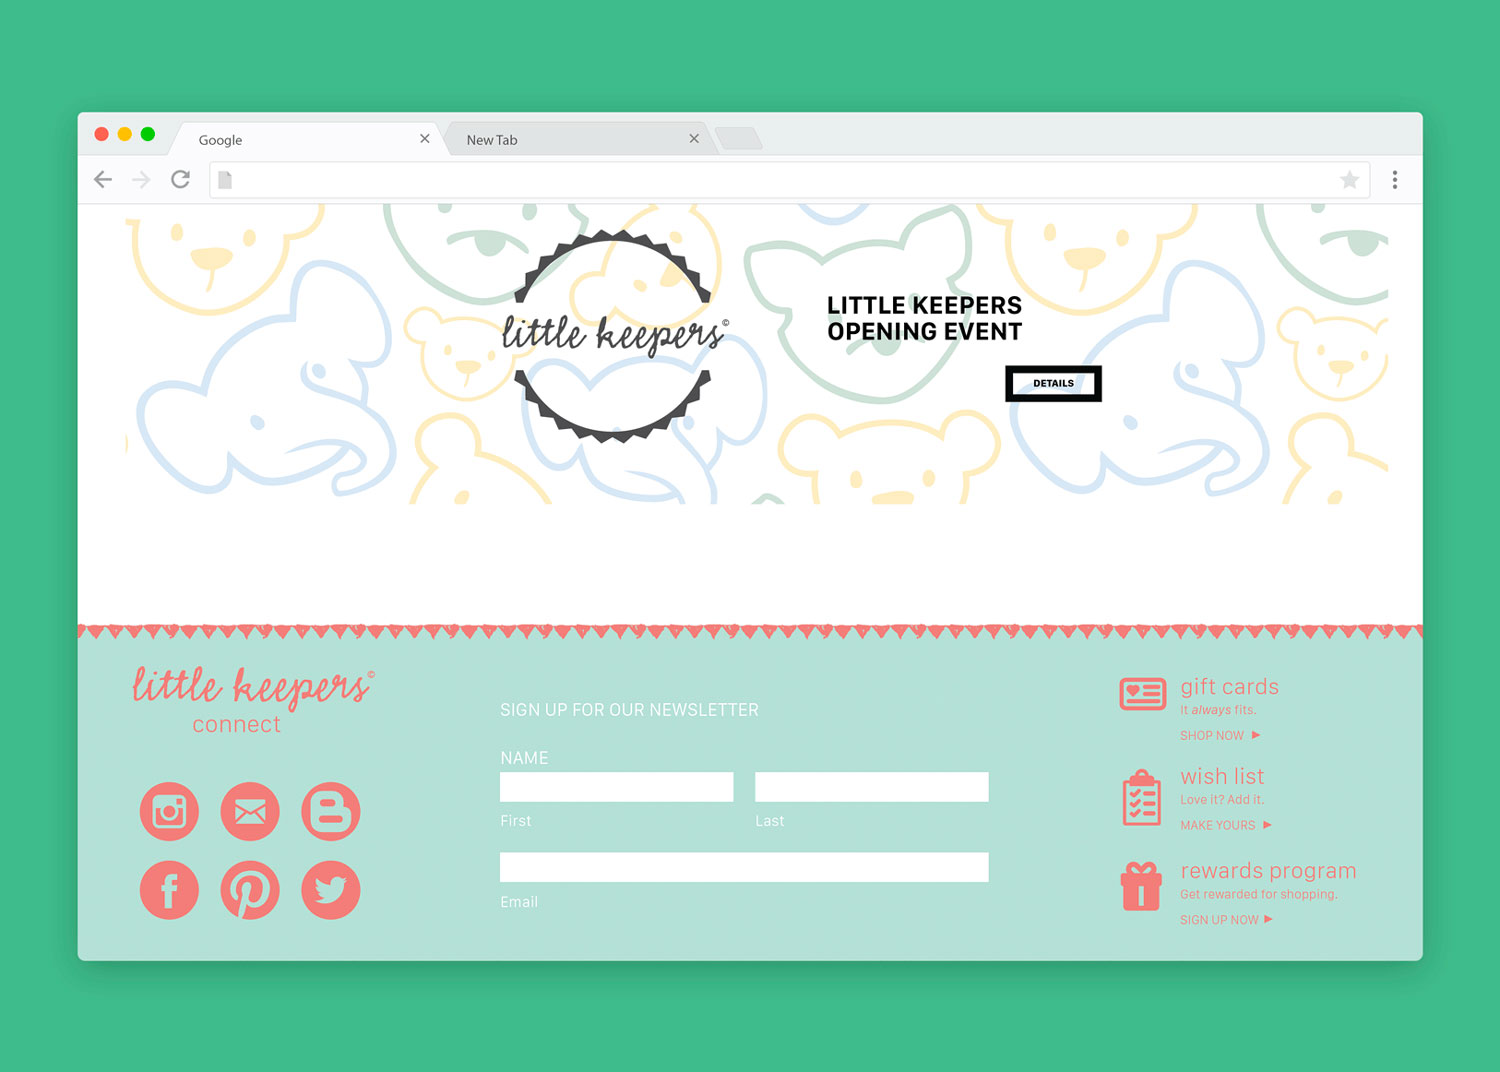 Google
New Tab
little keepers©
LITTLE KEEPERS
OPENING EVENT
DETAILS
little keepers©
connect
SIGN UP FOR OUR NEWSLETTER
NAME
First
Last
Email
gift cards
It always fits.
SHOP NOW ►
wish list
Love it? Add it.
MAKE YOURS ►
rewards program
Get rewarded for shopping.
SIGN UP NOW ►